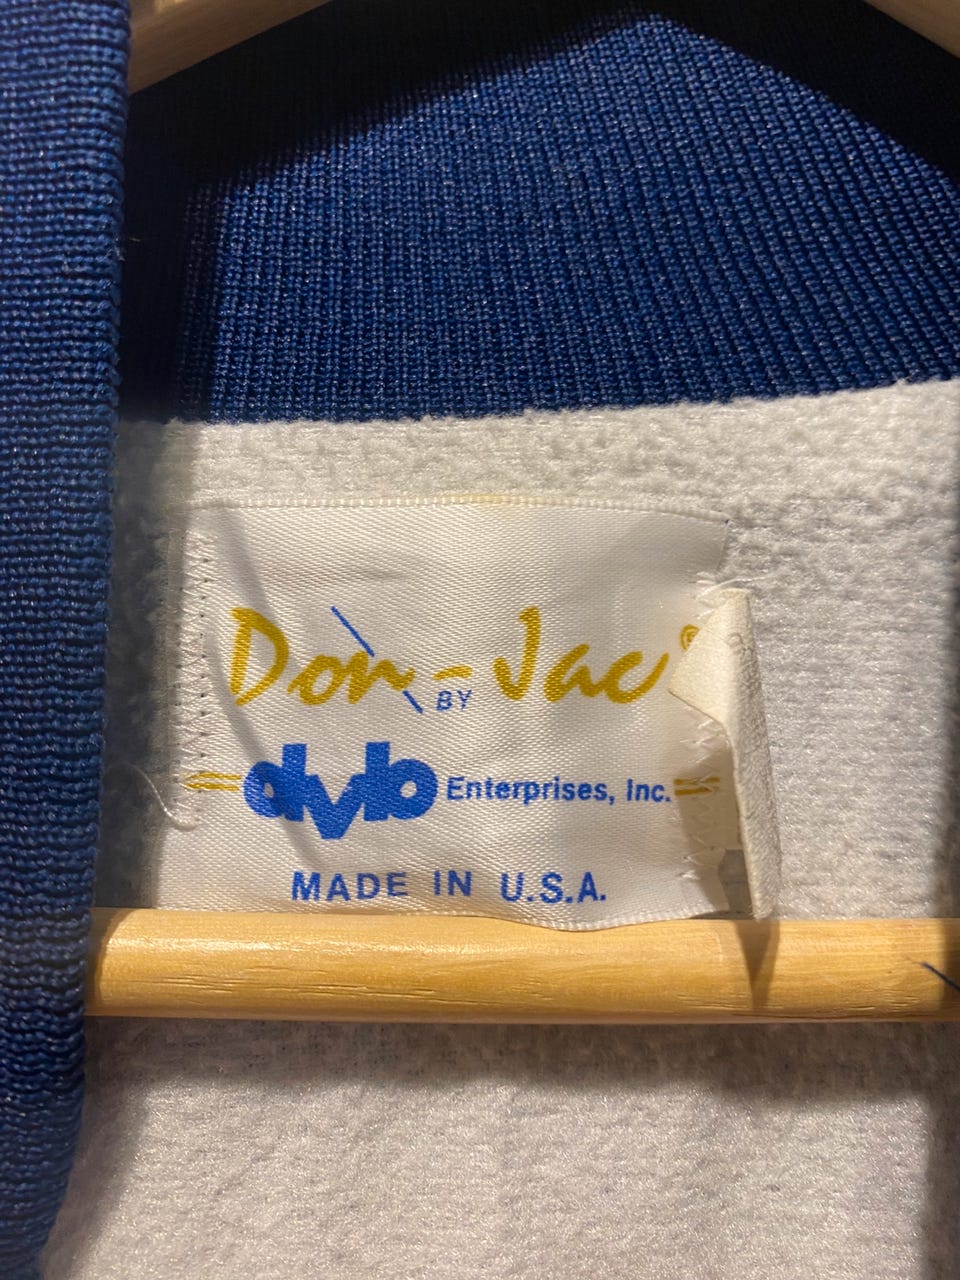 Don-Jac®
BY
dvb Enterprises, Inc.
MADE IN U.S.A.